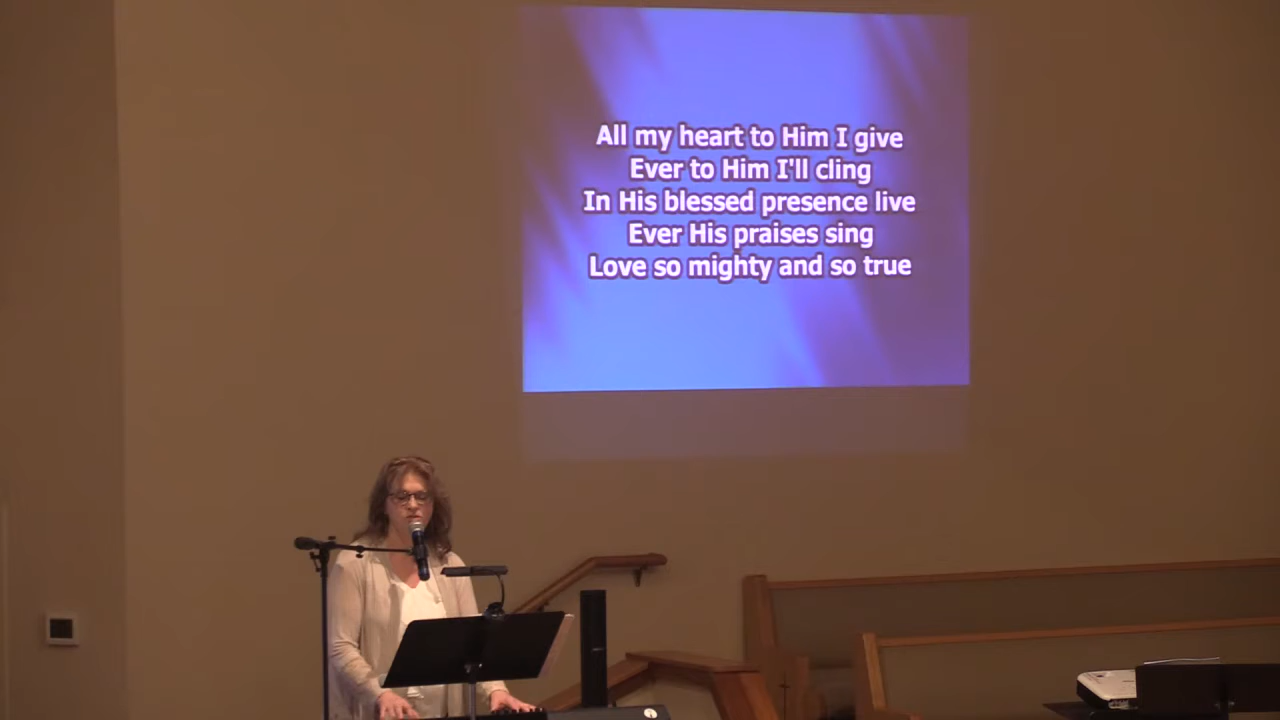 All my heart to Him I give
Ever to Him I'll cling
In His blessed presence live
Ever His praises sing
Love so mighty and so true